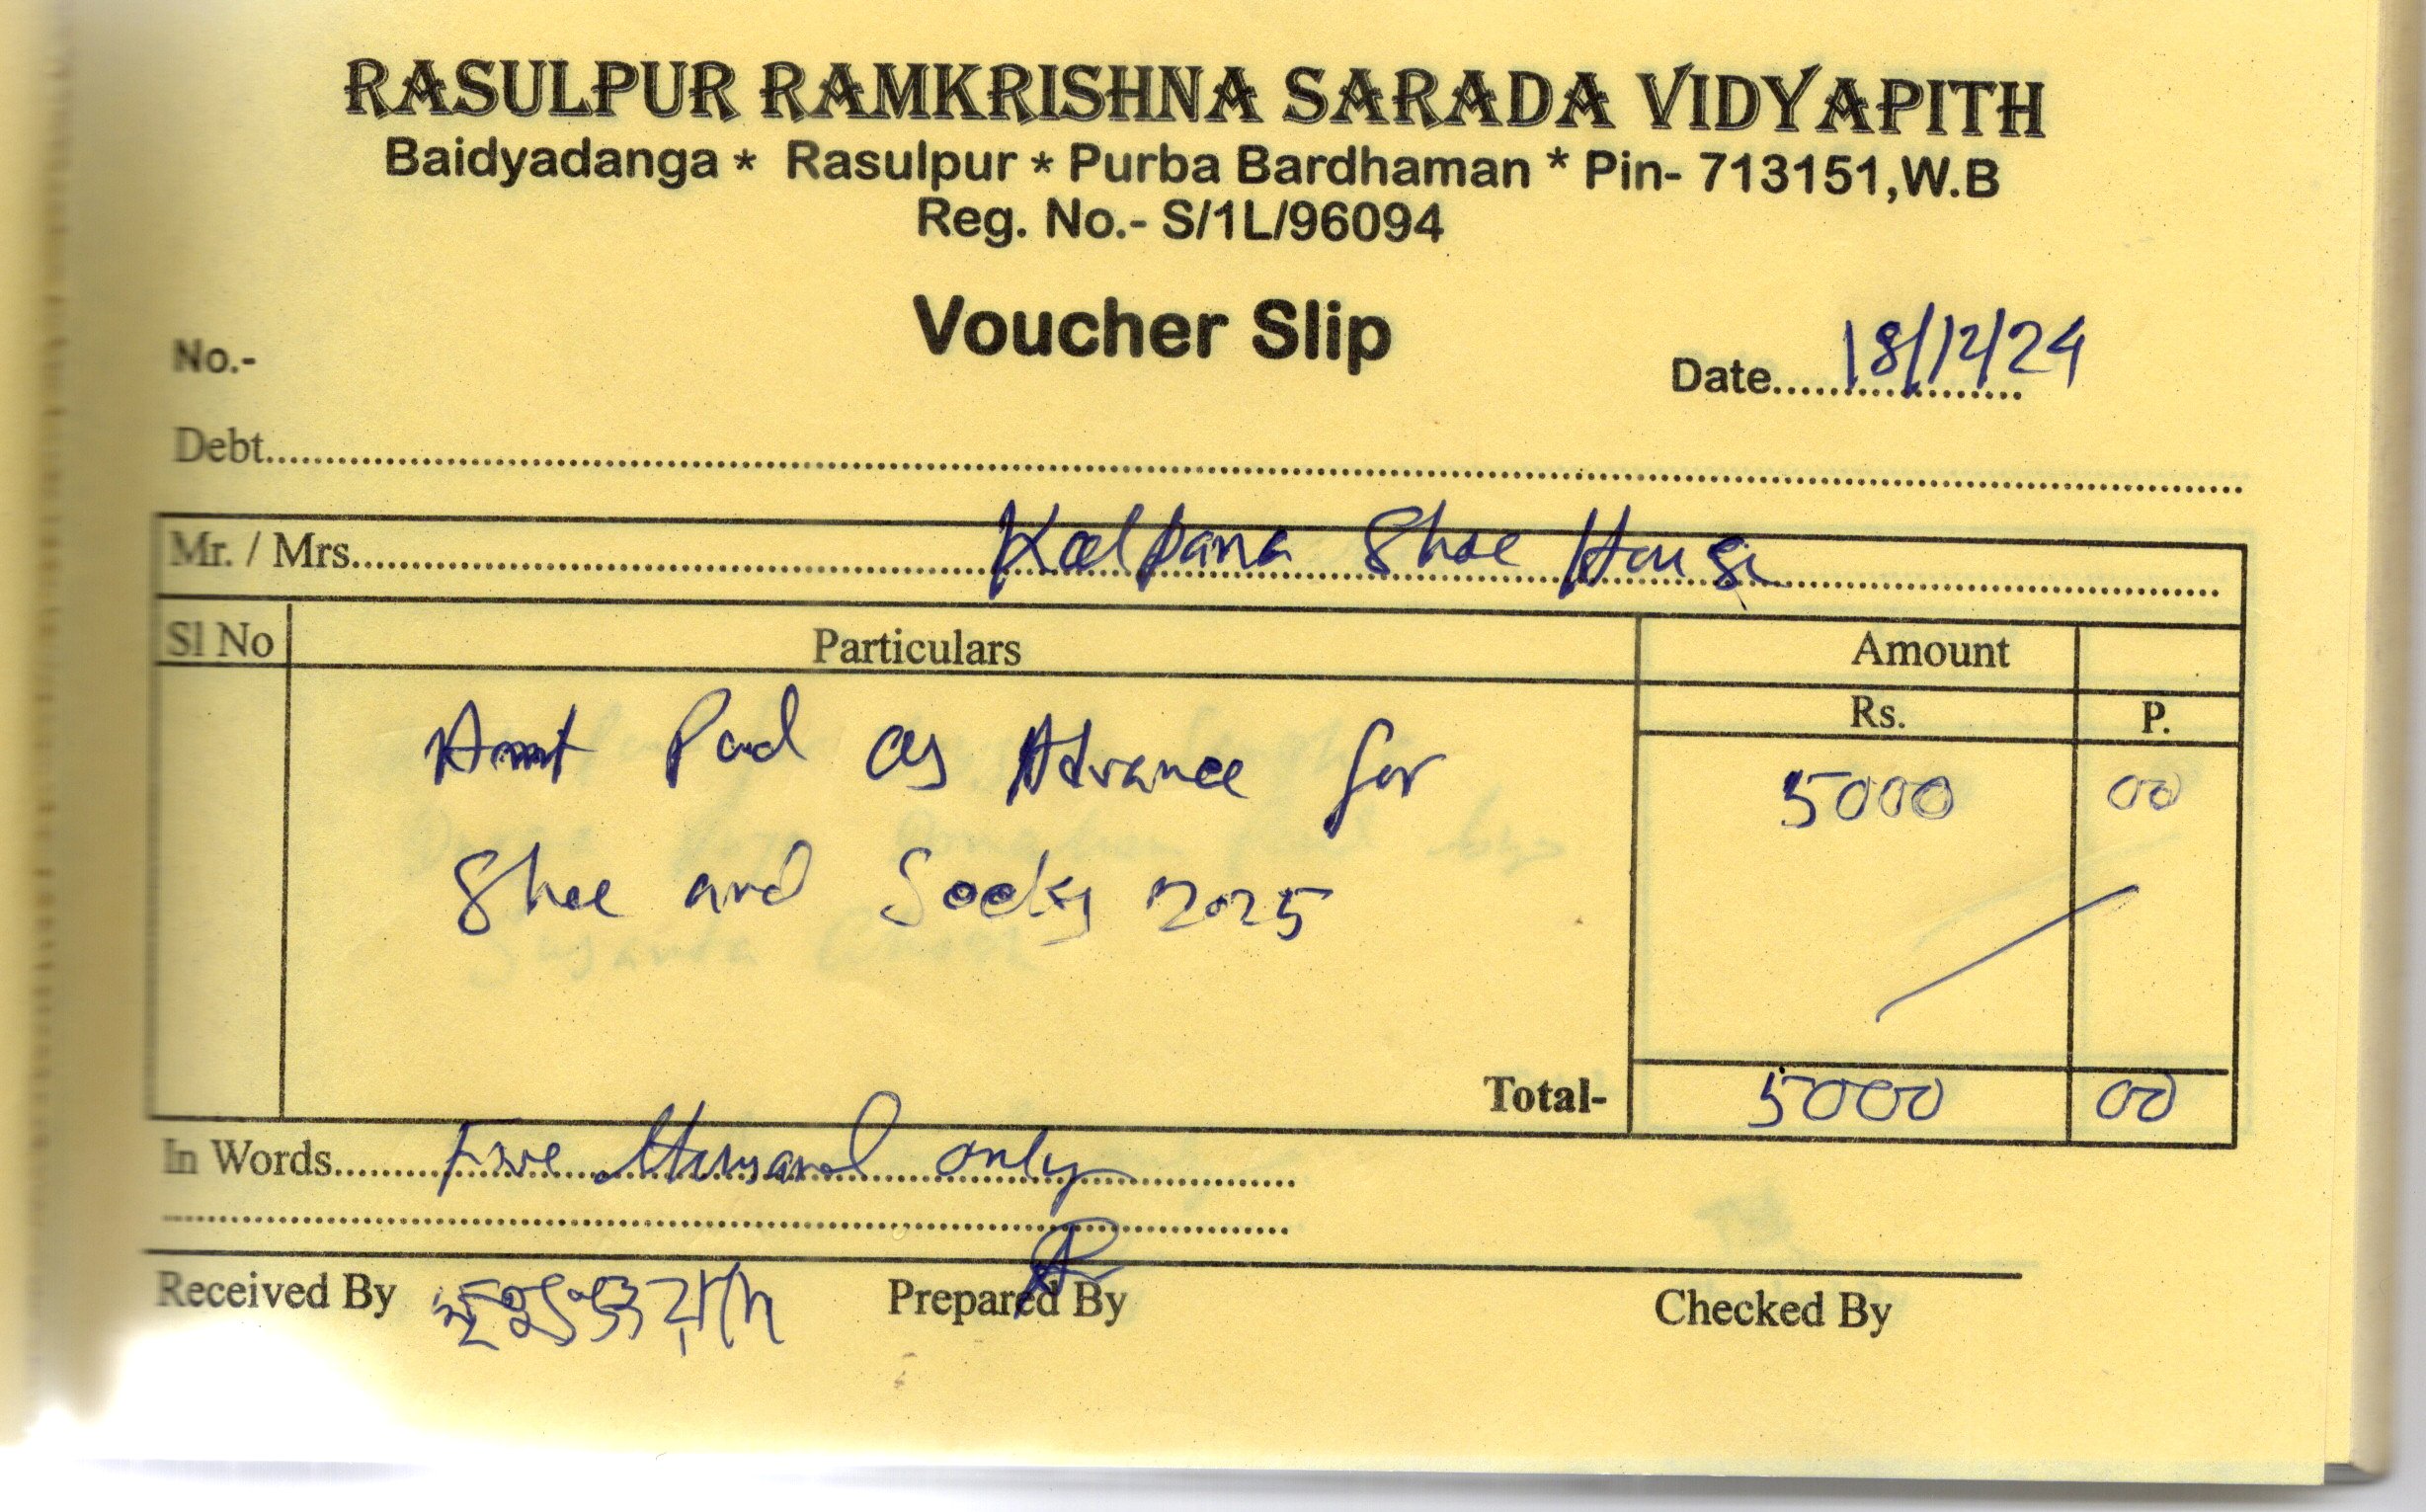 RASULPUR RAMKRISHNA SARADA VIDYAPITH
Baidyadanga * Rasulpur * Purba Bardhaman * Pin- 713151,W.B
Reg. No.- S/1L/96094
Voucher Slip
No.-
Date..................... 18/12/24
Debt....................
Mr. / Mrs.................... Kalpana Shoe House
Sl No Particulars Amount
Rs. P.
Amt Paid as Advance for 5000 00
Shoe and Socks 2025
Total- 5000 00
In Words.......... Five thousand only
Received By Prepared By Checked By